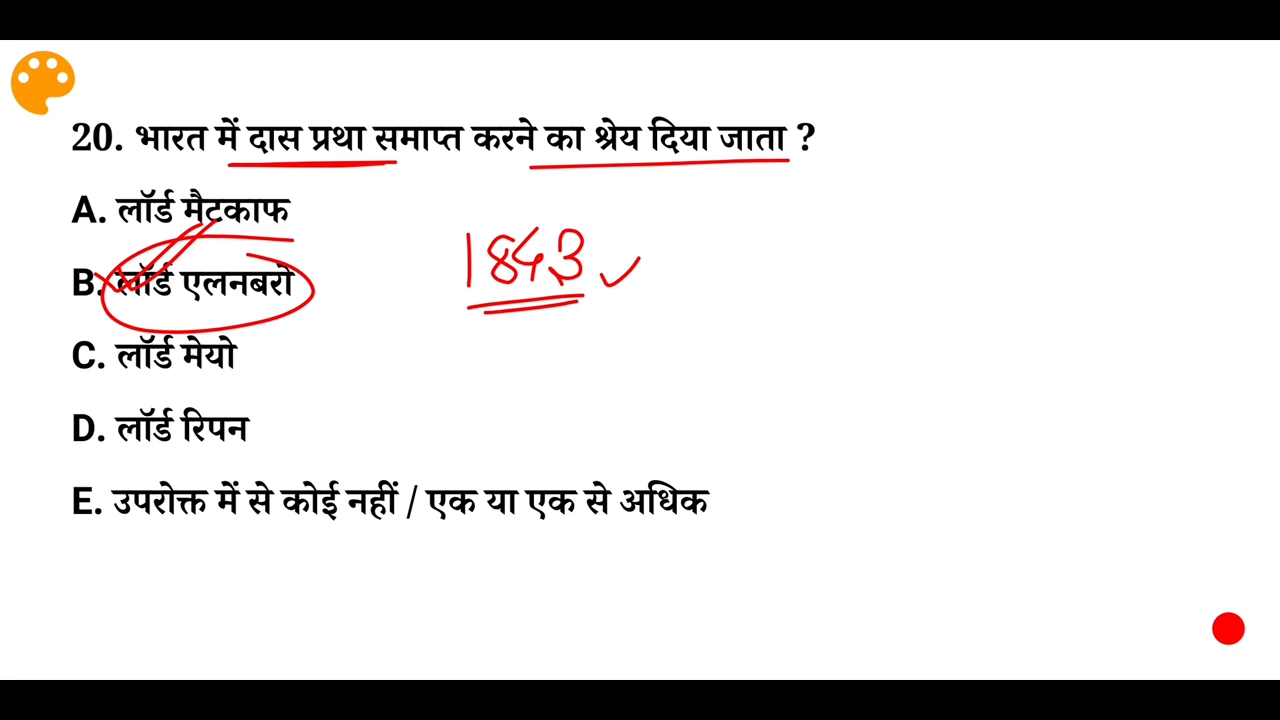 20. भारत में दास प्रथा समाप्त करने का श्रेय दिया जाता ?
A. लॉर्ड मैटकाफ
B. लॉर्ड एलनबरो
1843
C. लॉर्ड मेयो
D. लॉर्ड रिपन
E. उपरोक्त में से कोई नहीं / एक या एक से अधिक